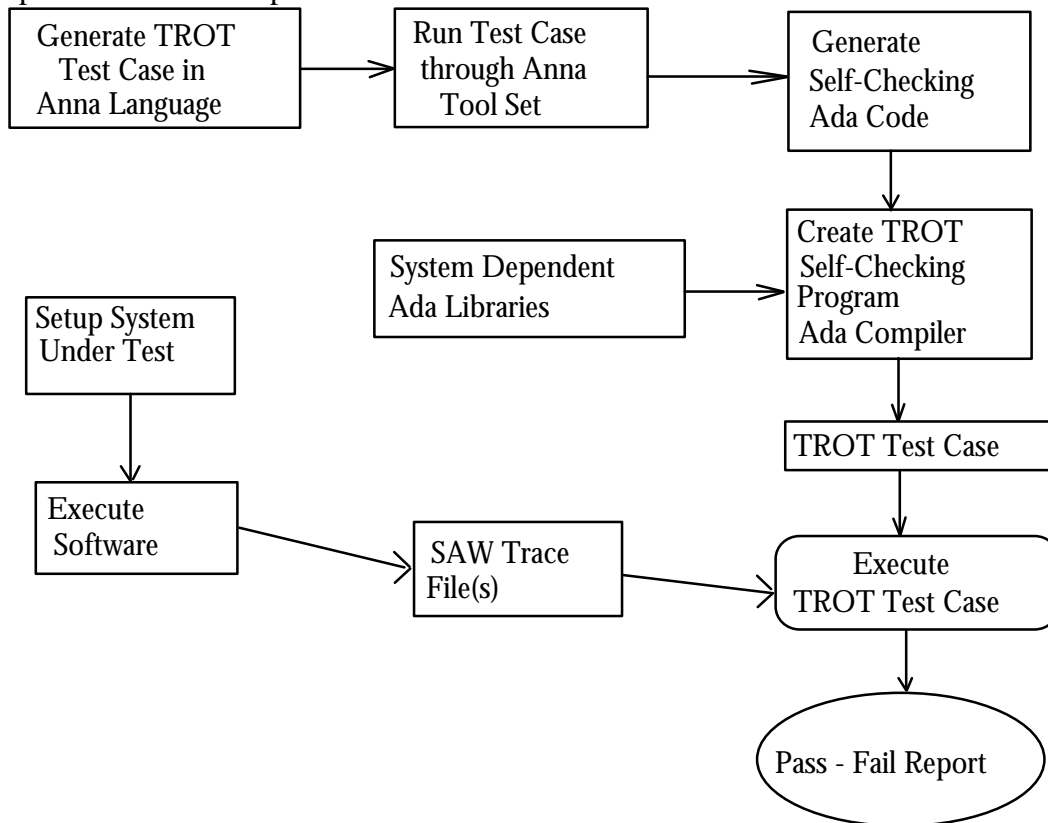 Generate TROT
Test Case in
Anna Language
Run Test Case
through Anna
Tool Set
Generate
Self-Checking
Ada Code
Create TROT
Self-Checking
Program
Ada Compiler
System Dependent
Ada Libraries
Setup System
Under Test
TROT Test Case
Execute
Software
SAW Trace
File(s)
Execute
TROT Test Case
Pass - Fail Report